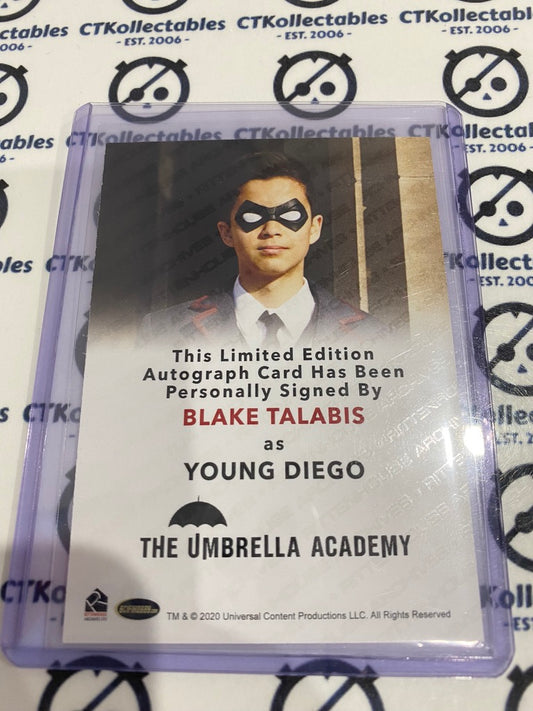 CTKollectables
- EST. 2006 -
This Limited Edition
Autograph Card Has Been
Personally Signed By
BLAKE TALABIS
as
YOUNG DIEGO
THE UMBRELLA ACADEMY
TM & © 2020 Universal Content Productions LLC. All Rights Reserved